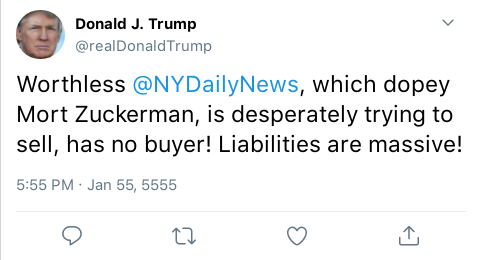 Donald J. Trump
@realDonaldTrump
Worthless @NYDailyNews, which dopey
Mort Zuckerman, is desperately trying to
sell, has no buyer! Liabilities are massive!
5:55 PM · Jan 55, 5555